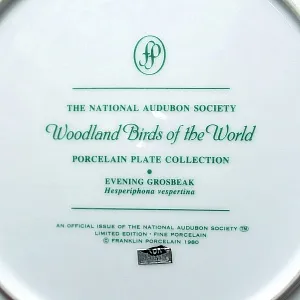 THE NATIONAL AUDUBON SOCIETY
Woodland Birds of the World
PORCELAIN PLATE COLLECTION
•
EVENING GROSBEAK
Hesperiphona vespertina
AN OFFICIAL ISSUE OF THE NATIONAL AUDUBON SOCIETY TM
LIMITED EDITION · FINE PORCELAIN
© FRANKLIN PORCELAIN 1980